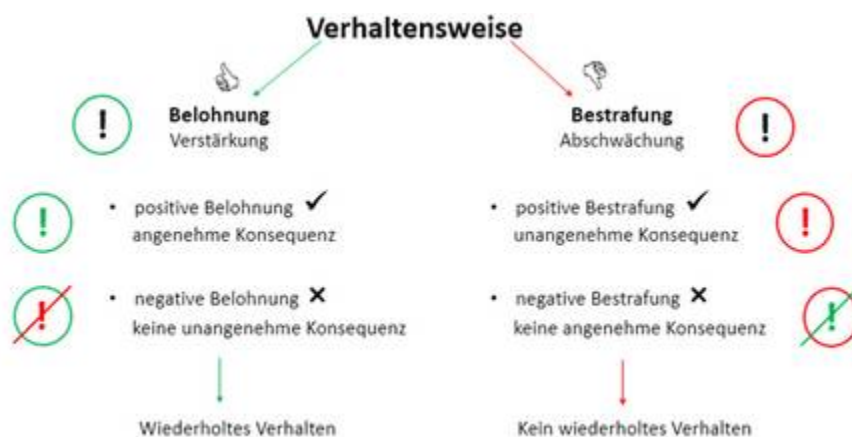 Verhaltensweise
Belohnung
Verstärkung
Bestrafung
Abschwächung
! !
! • positive Belohnung ✔
angenehme Konsequenz
• positive Bestrafung ✔
unangenehme Konsequenz
!
! • negative Belohnung ✕
keine unangenehme Konsequenz
• negative Bestrafung ✕
keine angenehme Konsequenz
!
Wiederholtes Verhalten
Kein wiederholtes Verhalten